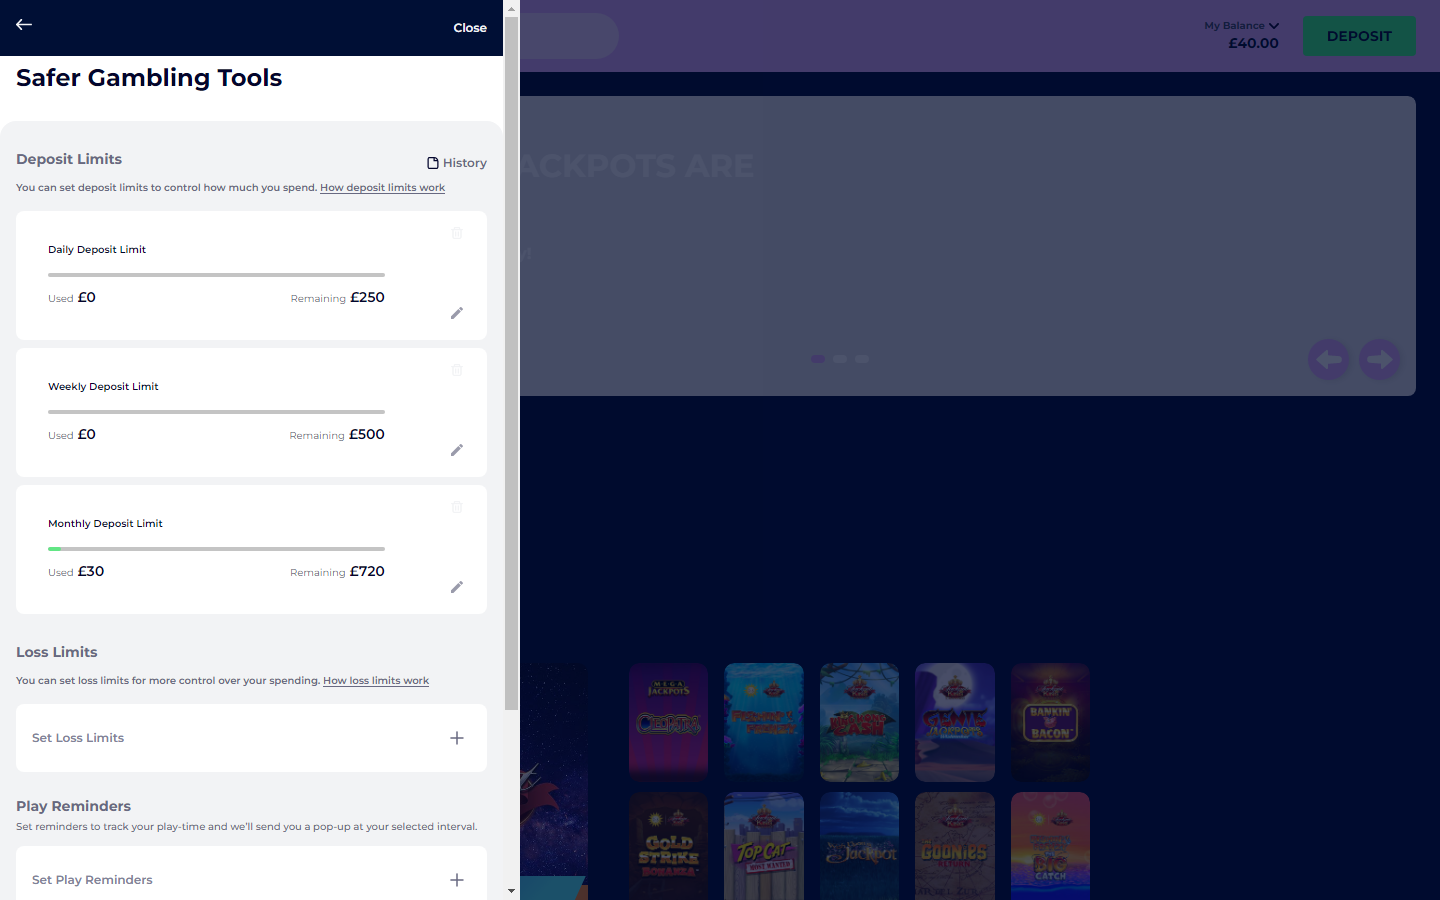 Close
Safer Gambling Tools
Deposit Limits
History
You can set deposit limits to control how much you spend. How deposit limits work
Daily Deposit Limit
Used £0
Remaining £250
Weekly Deposit Limit
Used £0
Remaining £500
Monthly Deposit Limit
Used £30
Remaining £720
Loss Limits
You can set loss limits for more control over your spending. How loss limits work
Set Loss Limits
Play Reminders
Set reminders to track your play-time and we'll send you a pop-up at your selected interval.
Set Play Reminders
My Balance
£40.00
DEPOSIT
ACKPOTS ARE
MEGA
JACKPOTS
CLEOPATRA
GENIE
JACKPOTS
BANKIN'
BACON
GOLD
STRIKE
BONANZA
TOP CAT
Jackpot
GOONIES
RETURN
BIG
CATCH